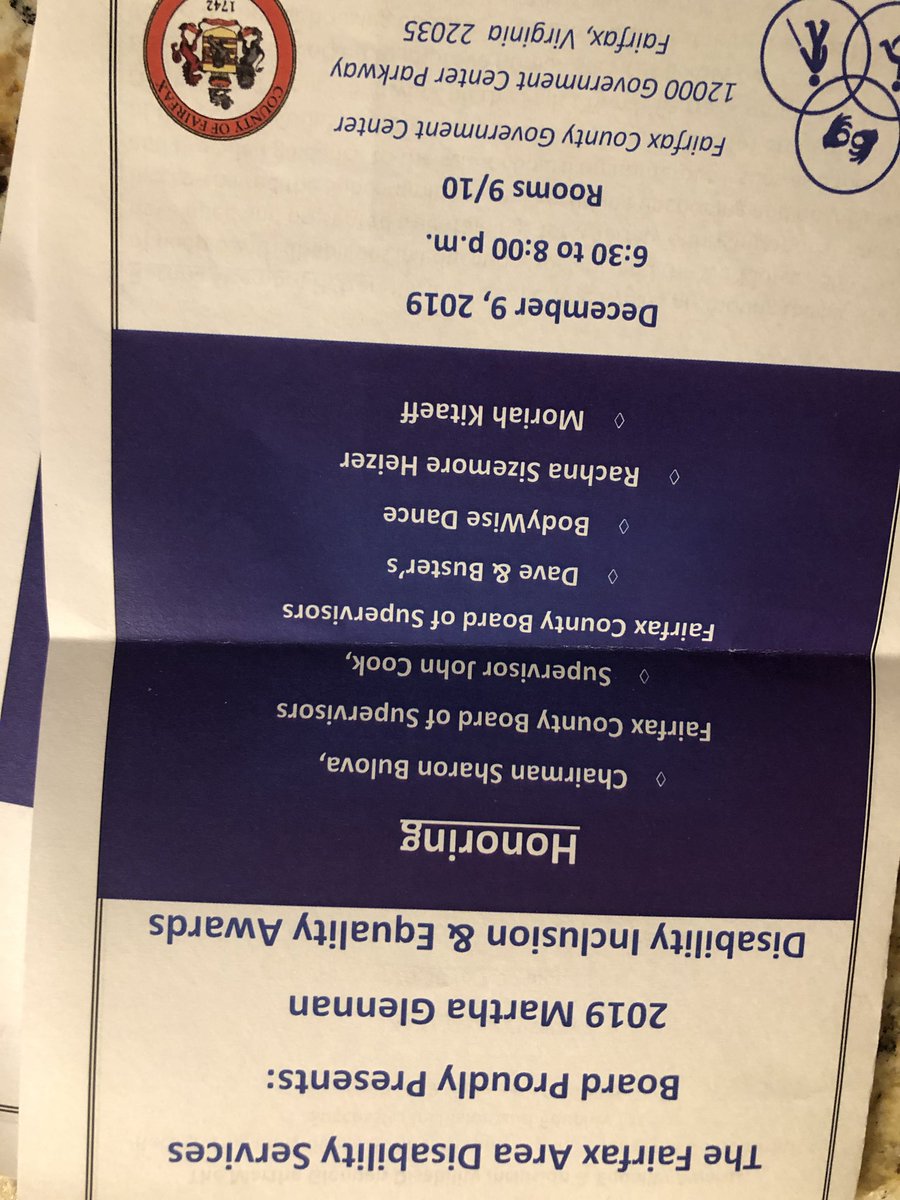 The Fairfax Area Disability Services
Board Proudly Presents:
2019 Martha Glennan
Disability Inclusion & Equality Awards
Honoring
◊ Chairman Sharon Bulova,
Fairfax County Board of Supervisors
◊ Supervisor John Cook,
Fairfax County Board of Supervisors
◊ Dave & Buster's
◊ BodyWise Dance
◊ Rachna Sizemore Heizer
◊ Moriah Kitaeff
December 9, 2019
6:30 to 8:00 p.m.
Rooms 9/10
Fairfax County Government Center
12000 Government Center Parkway
Fairfax, Virginia 22035
COUNTY OF FAIRFAX
1742